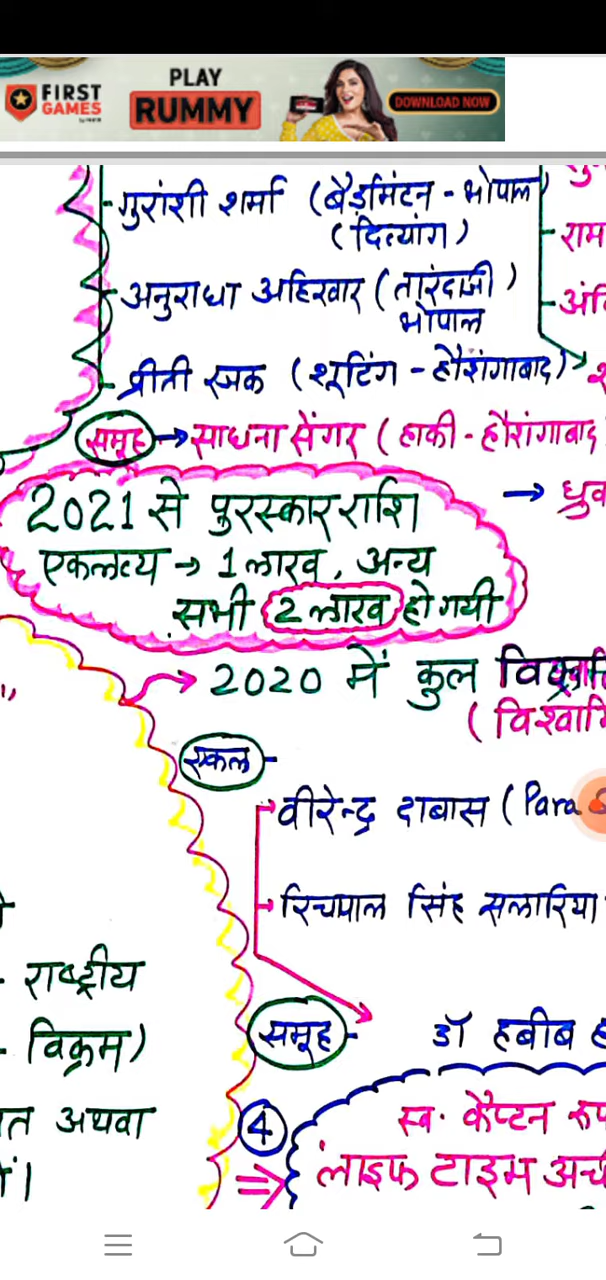 FIRST GAMES
PLAY RUMMY
DOWNLOAD NOW
गुरांशी शर्मा (बैडमिंटन - भोपाल)
(दिव्यांग)
राम
अनुराधा अहिरवार (तारंदाजी)
भोपाल
प्रीती रजक (शूटिंग - होशंगाबाद)
समूह → साधना सेंगर (हाकी - होशंगाबाद
→ ध्रुव
2021 से पुरस्कार राशि
एकलव्य → 1 लाख, अन्य
सभी 2 लाख हो गयी
→ 2020 में कुल
एकल -
वीरेन्द्र दाबास (Para
रिचपाल सिंह सलारिया
- राष्ट्रीय
समूह - डॉ हबीब
- विक्रम)
अथवा
4 स्व. कैप्टन रूप
⇒ लाइफ टाइम अच